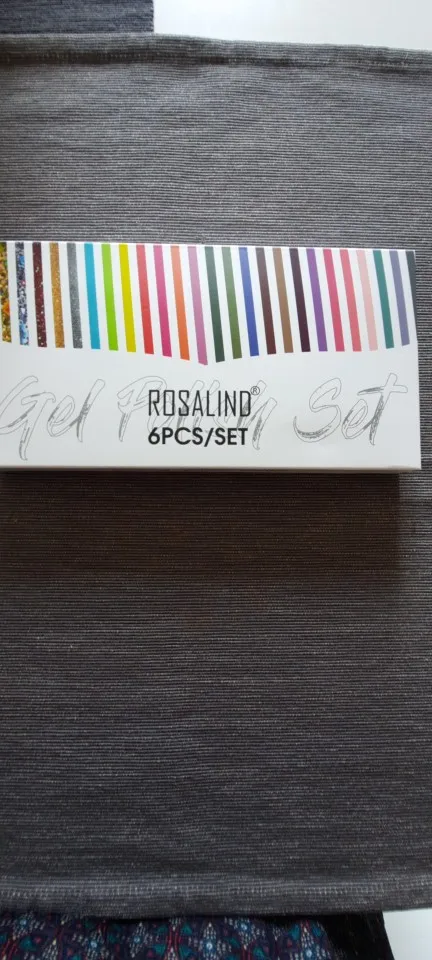 Gel Polish Set
ROSALIND®
6PCS/SET